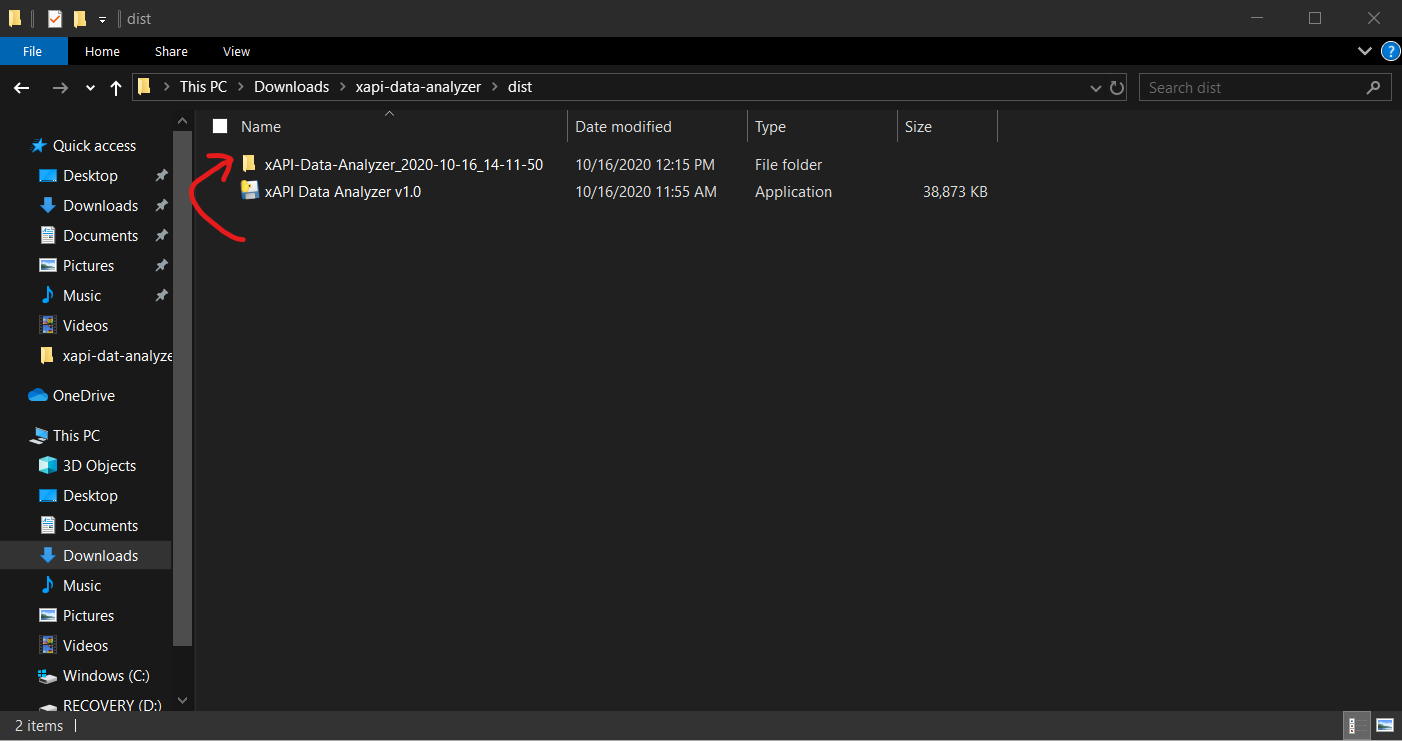 dist
File Home Share View
This PC Downloads xapi-data-analyzer dist Search dist
Name Date modified Type Size
xAPI-Data-Analyzer_2020-10-16_14-11-50 10/16/2020 12:15 PM File folder
xAPI Data Analyzer v1.0 10/16/2020 11:55 AM Application 38,873 KB
Quick access
Desktop
Downloads
Documents
Pictures
Music
Videos
xapi-dat-analyze
OneDrive
This PC
3D Objects
Desktop
Documents
Downloads
Music
Pictures
Videos
Windows (C:)
RECOVERY (D:)
2 items